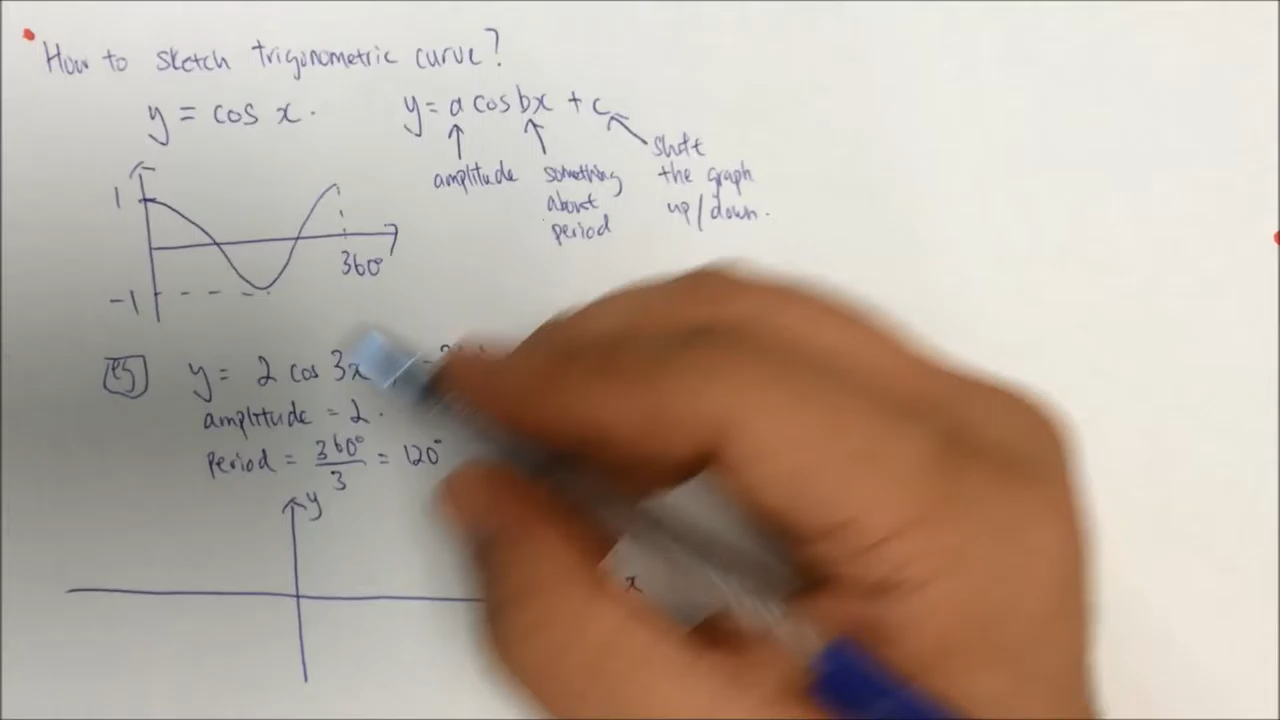 How to sketch trigonometric curve?
y = cos x.
y = a cos bx + c
amplitude
something about period
shift the graph up/down.
1
360°
-1
eg
y = 2 cos 3x
amplitude = 2.
Period = 360°/3 = 120°
y
x